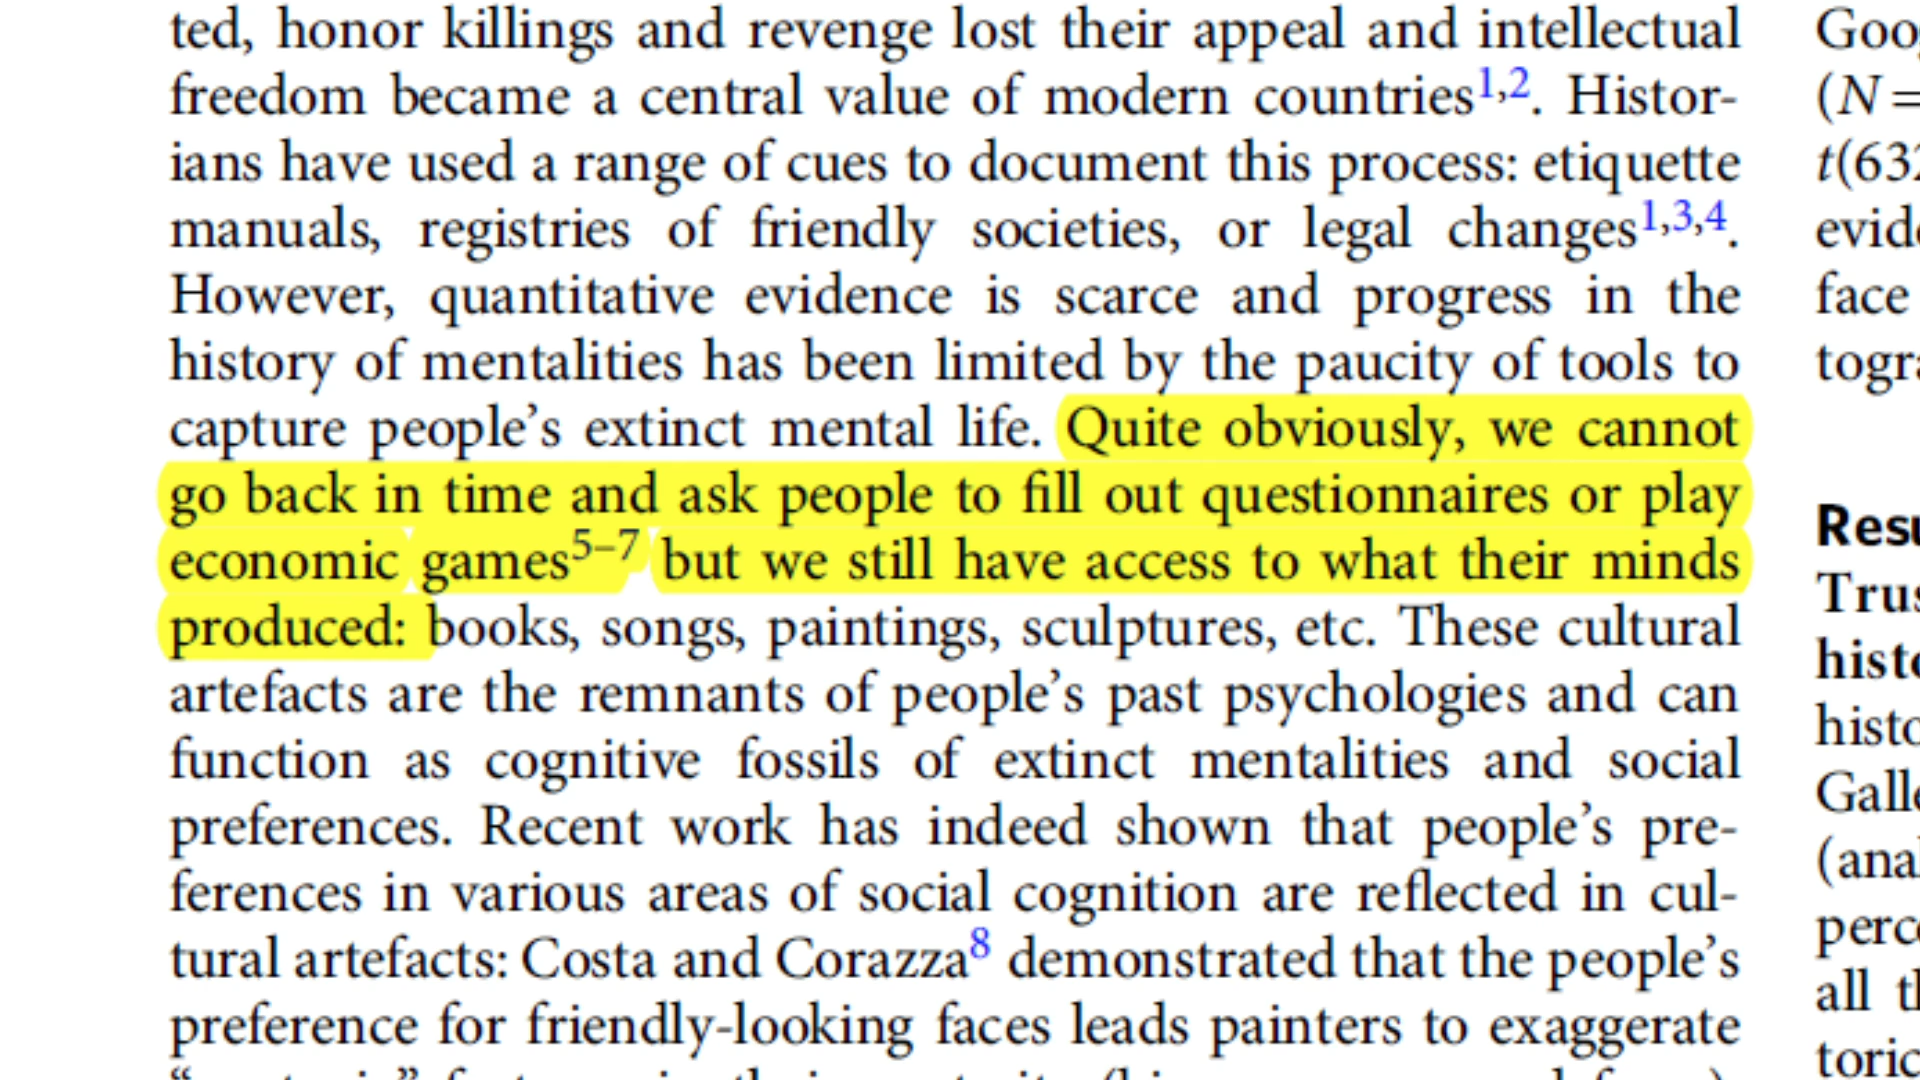 ted, honor killings and revenge lost their appeal and intellectual
freedom became a central value of modern countries1,2. Histor-
ians have used a range of cues to document this process: etiquette
manuals, registries of friendly societies, or legal changes1,3,4.
However, quantitative evidence is scarce and progress in the
history of mentalities has been limited by the paucity of tools to
capture people’s extinct mental life. Quite obviously, we cannot
go back in time and ask people to fill out questionnaires or play
economic games5–7 but we still have access to what their minds
produced: books, songs, paintings, sculptures, etc. These cultural
artefacts are the remnants of people’s past psychologies and can
function as cognitive fossils of extinct mentalities and social
preferences. Recent work has indeed shown that people’s pre-
ferences in various areas of social cognition are reflected in cul-
tural artefacts: Costa and Corazza8 demonstrated that the people’s
preference for friendly-looking faces leads painters to exaggerate
(N=
t(63
face
all